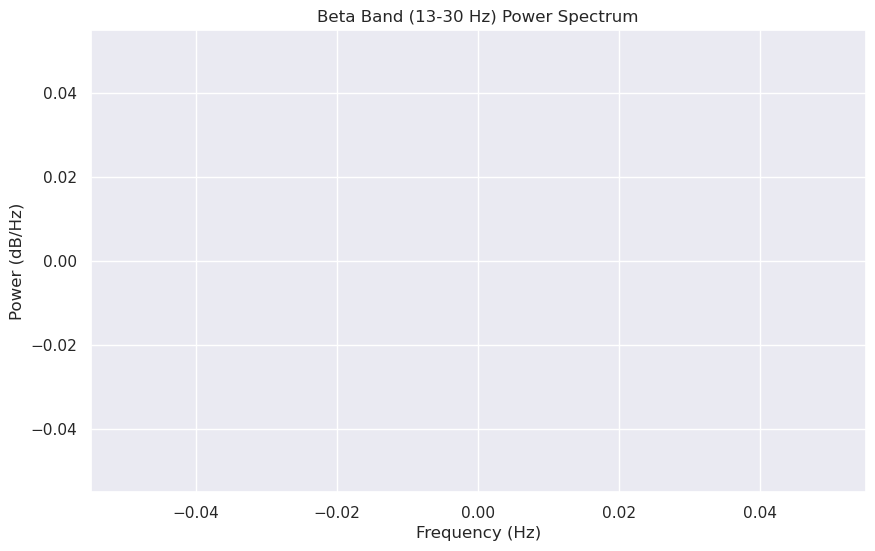 Beta Band (13-30 Hz) Power Spectrum
0.04
0.02
0.00
−0.02
−0.04
Power (dB/Hz)
−0.04 −0.02 0.00 0.02 0.04
Frequency (Hz)